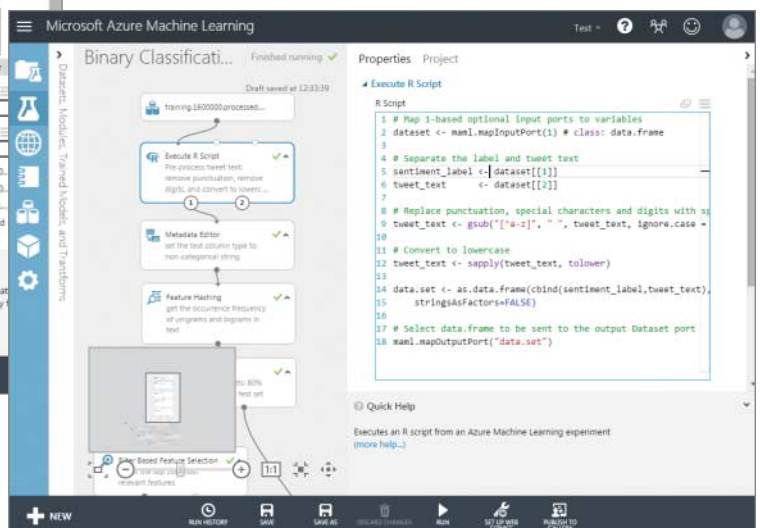 Microsoft Azure Machine Learning
Test
?
Datasets, Modules, Trained Models, and Transforms
Binary Classificati...
Finished running
Draft saved at 12:33:39
training.1600000.processed....
Execute R Script
Pre-process tweet text:
remove punctuation, remove
digits, and convert to lowerc...
1 2
Metadata Editor
set the text column type to
non-categorical string
Feature Hashing
get the occurrence frequency
of unigrams and bigrams in
text
80%
test set
Filter Based Feature Selection
relevant features
1:1
Properties Project
Execute R Script
R Script
1 # Map 1-based optional input ports to variables
2 dataset <- maml.mapInputPort(1) # class: data.frame
3
4 # Separate the label and tweet text
5 sentiment_label <- dataset[[1]]
6 tweet_text <- dataset[[2]]
7
8 # Replace punctuation, special characters and digits with sp
9 tweet_text <- gsub("[^a-z]", " ", tweet_text, ignore.case =
10
11 # Convert to lowercase
12 tweet_text <- sapply(tweet_text, tolower)
13
14 data.set <- as.data.frame(cbind(sentiment_label,tweet_text),
15 stringsAsFactors=FALSE)
16
17 # Select data.frame to be sent to the output Dataset port
18 maml.mapOutputPort("data.set")
Quick Help
Executes an R script from an Azure Machine Learning experiment
(more help...)
NEW
RUN HISTORY
SAVE
SAVE AS
DISCARD CHANGES
RUN
SET UP WEB
PUBLISH TO
GALLERY